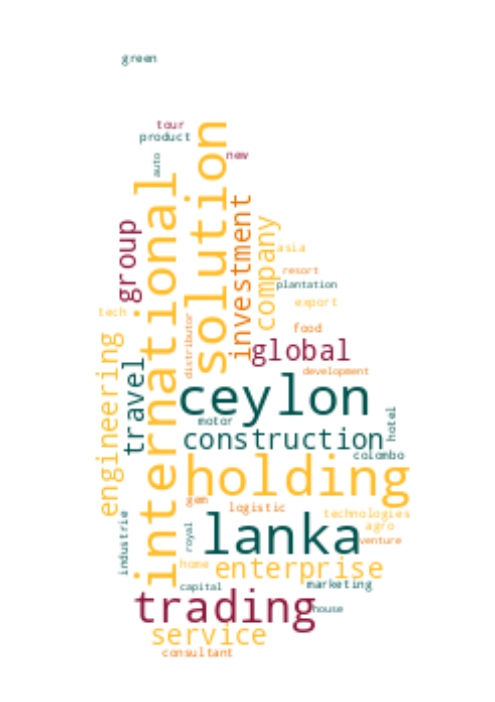 green
tour
product
auto
new
solution
international
group
investment
company
asia
resort
plantation
export
tech
distributor
food
global
engineering
travel
development
ceylon
motor
hotel
construction
colombo
holding
gem
logistic
industrie
technologies
lanka
royal
agro
venture
home
enterprise
capital
marketing
trading
house
service
consultant